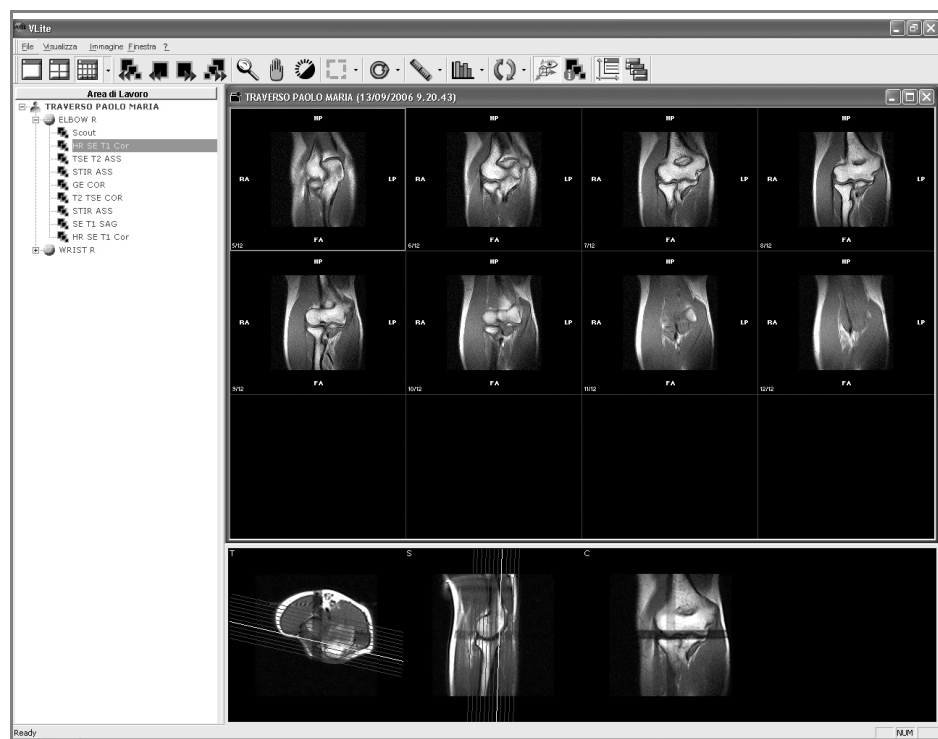 VLite
File Visualizza Immagine Finestra ?
Area di Lavoro
TRAVERSO PAOLO MARIA
ELBOW R
Scout
HR SE T1 Cor
TSE T2 ASS
STIR ASS
GE COR
T2 TSE COR
STIR ASS
SE T1 SAG
HR SE T1 Cor
WRIST R
TRAVERSO PAOLO MARIA (13/09/2006 9.20.43)
HP HP HP HP
RA LP RA LP RA LP RA LP
FA FA FA FA
5/12 6/12 7/12 8/12
HP HP HP HP
RA LP RA LP RA LP RA LP
FA FA FA FA
9/12 10/12 11/12 12/12
T S C
Ready NUM